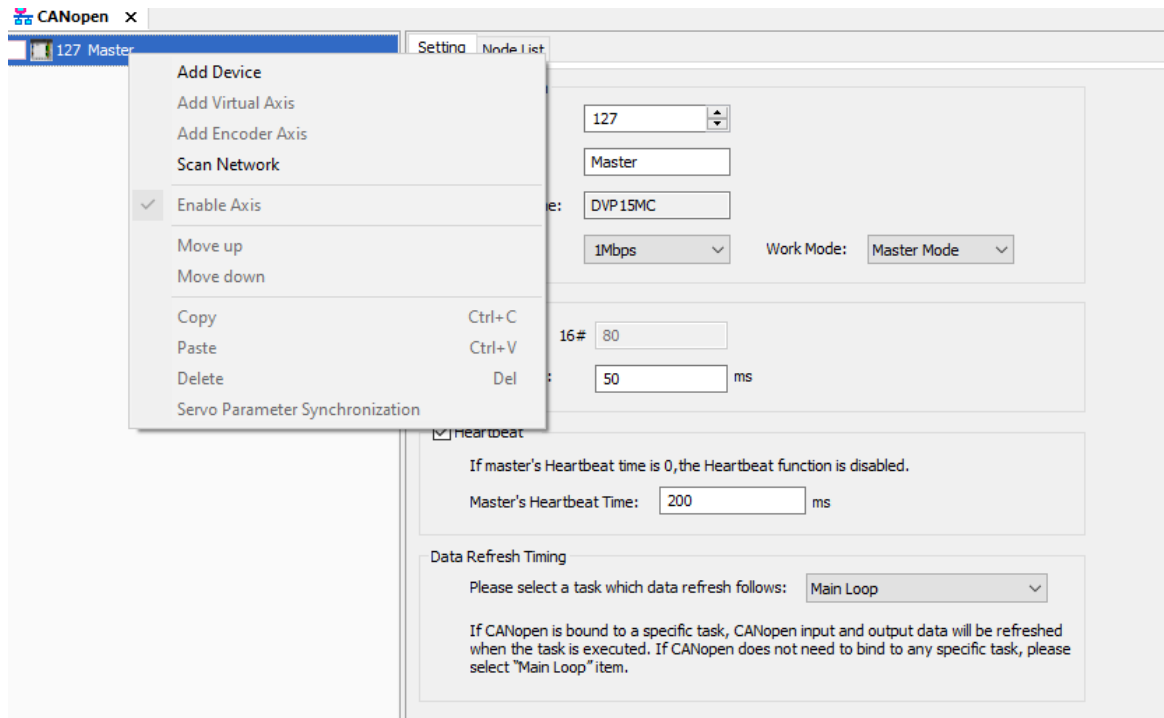 CANopen X
127 Master
Setting
Node List
Add Device
Add Virtual Axis
Add Encoder Axis
Scan Network
Enable Axis
Move up
Move down
Copy Ctrl+C
Paste Ctrl+V
Delete Del
Servo Parameter Synchronization
127
Master
DVP15MC
1Mbps
Work Mode: Master Mode
16# 80
50 ms
Heartbeat
If master's Heartbeat time is 0,the Heartbeat function is disabled.
Master's Heartbeat Time: 200 ms
Data Refresh Timing
Please select a task which data refresh follows: Main Loop
If CANopen is bound to a specific task, CANopen input and output data will be refreshed
when the task is executed. If CANopen does not need to bind to any specific task, please
select "Main Loop" item.